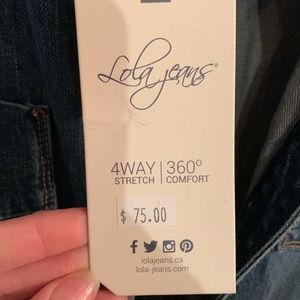 Lola jeans®
4WAY | 360°
STRETCH | COMFORT
$ 75.00
lolajeans.ca
lola-jeans.com